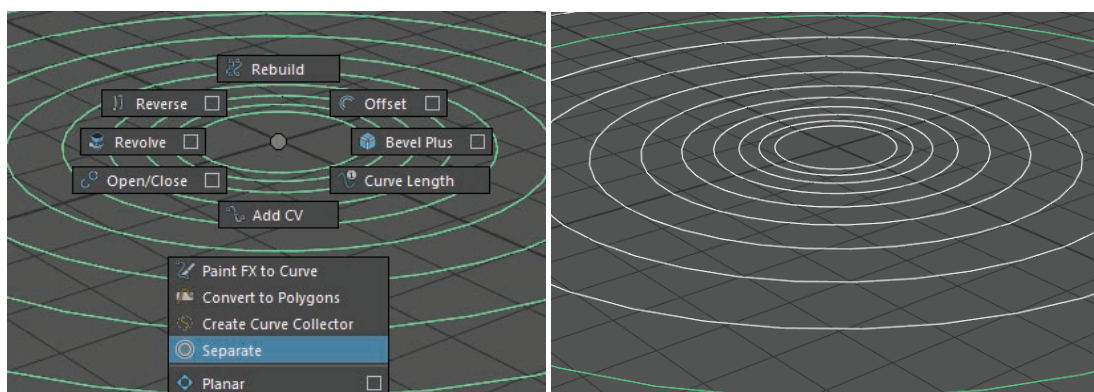 Rebuild
Reverse
Offset
Revolve
Bevel Plus
Open/Close
Curve Length
Add CV
Paint FX to Curve
Convert to Polygons
Create Curve Collector
Separate
Planar